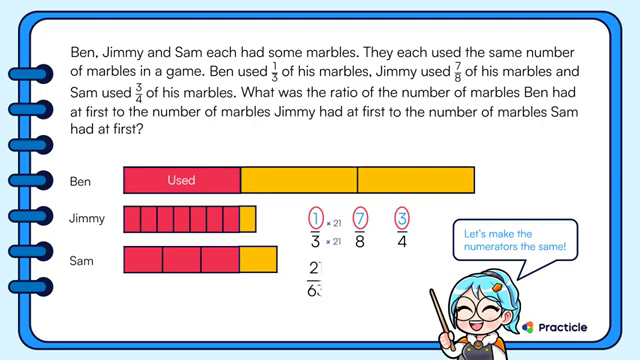 Ben, Jimmy and Sam each had some marbles. They each used the same number
of marbles in a game. Ben used 1/3 of his marbles, Jimmy used 7/8 of his marbles and
Sam used 3/4 of his marbles. What was the ratio of the number of marbles Ben had
at first to the number of marbles Jimmy had at first to the number of marbles Sam
had at first?
Ben
Used
Jimmy
Sam
1/3 × 21 × 21 7/8 3/4
Let's make the
numerators the same!
Practicle